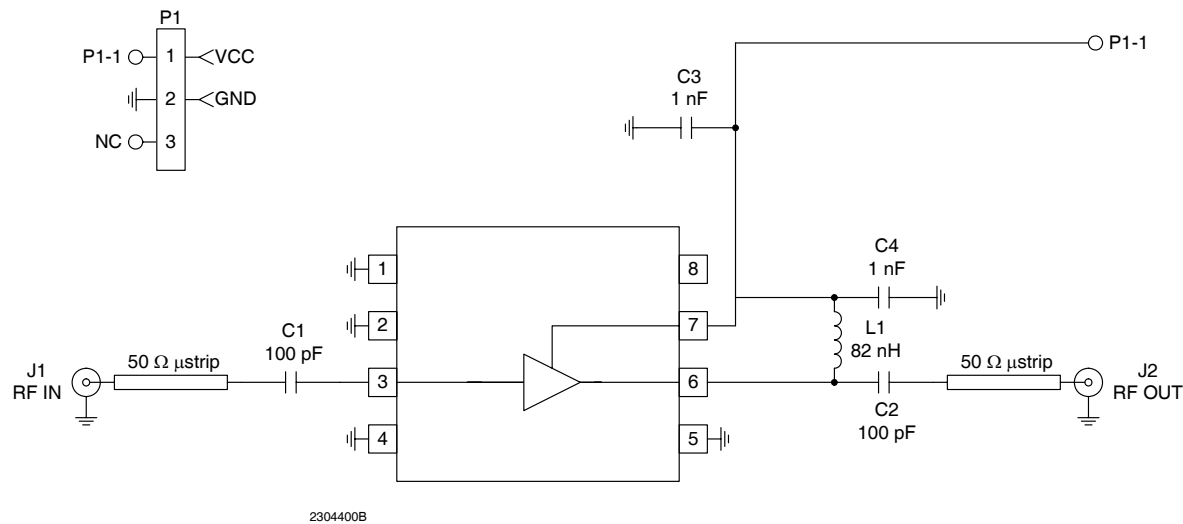 P1
P1-1
1
VCC
2
GND
NC
3
P1-1
C3
1 nF
C4
1 nF
1
8
2
7
L1
82 nH
C1
100 pF
J1
RF IN
50 Ω µstrip
3
6
50 Ω µstrip
J2
RF OUT
C2
100 pF
4
5
2304400B